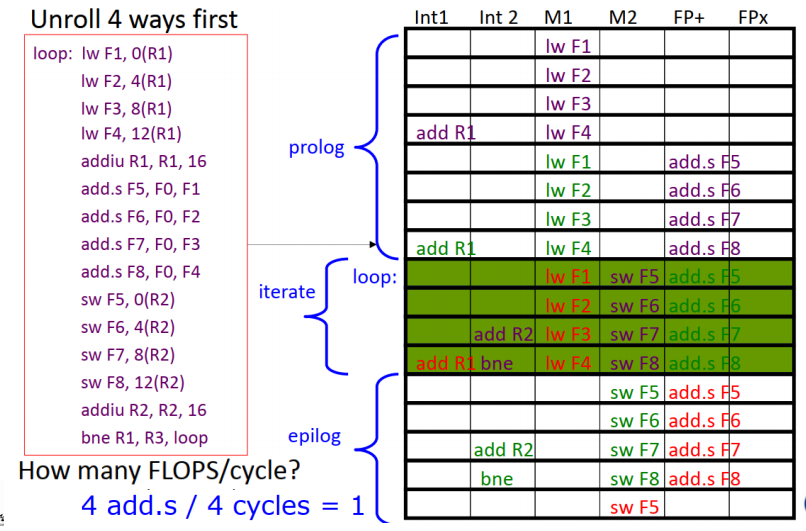 Unroll 4 ways first
loop: lw F1, 0(R1)
lw F2, 4(R1)
lw F3, 8(R1)
lw F4, 12(R1)
addiu R1, R1, 16
add.s F5, F0, F1
add.s F6, F0, F2
add.s F7, F0, F3
add.s F8, F0, F4
sw F5, 0(R2)
sw F6, 4(R2)
sw F7, 8(R2)
sw F8, 12(R2)
addiu R2, R2, 16
bne R1, R3, loop
How many FLOPS/cycle?
4 add.s / 4 cycles = 1
prolog
iterate
loop:
epilog
Int1 Int 2 M1 M2 FP+ FPx
lw F1
lw F2
lw F3
add R1 lw F4
lw F1 add.s F5
lw F2 add.s F6
lw F3 add.s F7
add R1 lw F4 add.s F8
lw F1 sw F5 add.s F5
lw F2 sw F6 add.s F6
add R2 lw F3 sw F7 add.s F7
add R1 bne lw F4 sw F8 add.s F8
sw F5 add.s F5
sw F6 add.s F6
add R2 sw F7 add.s F7
bne sw F8 add.s F8
sw F5